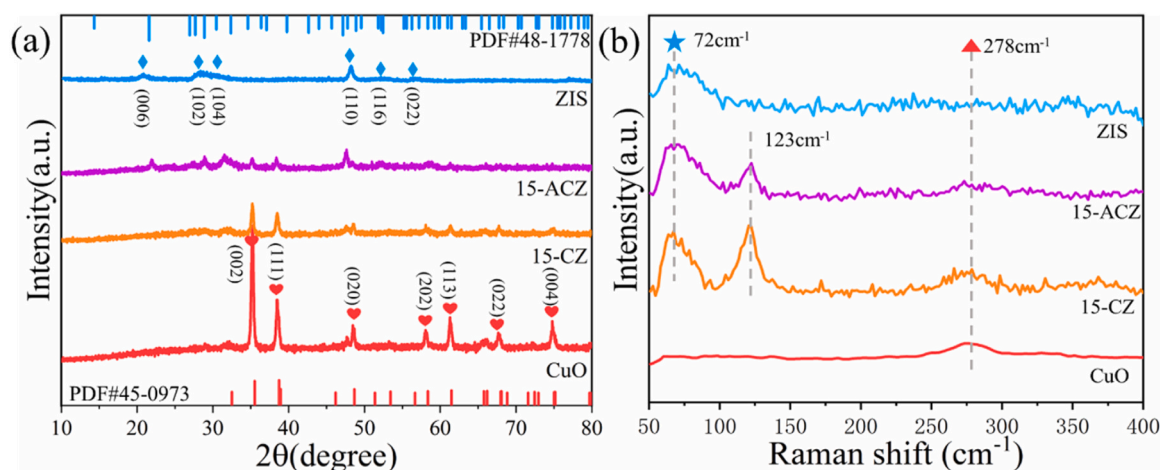 (a)
PDF#48-1778
(006)
(102)
(104)
(110)
(116)
(022)
ZIS
15-ACZ
15-CZ
(002)
(111)
(020)
(202)
(113)
(022)
(004)
CuO
PDF#45-0973
10 20 30 40 50 60 70 80
2θ(degree)
Intensity(a.u.)
(b)
72cm-1
278cm-1
ZIS
123cm-1
15-ACZ
15-CZ
CuO
50 100 150 200 250 300 350 400
Raman shift (cm-1)
Intensity(a.u.)